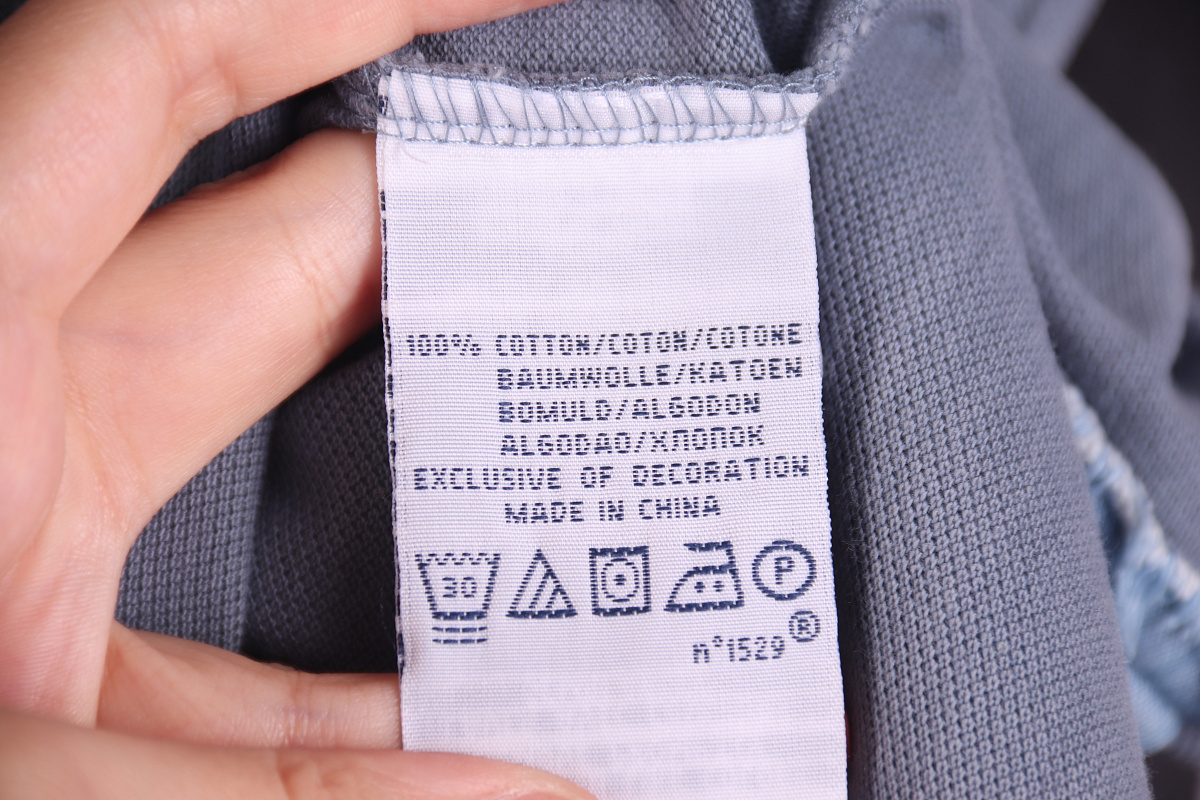 100% COTTON/COTON/COTONE
BAUMWOLLE/KATOEN
BOMULD/ALGODON
ALGODAO/ХЛОПОК
EXCLUSIVE OF DECORATION
MADE IN CHINA
30 P
n°1529®